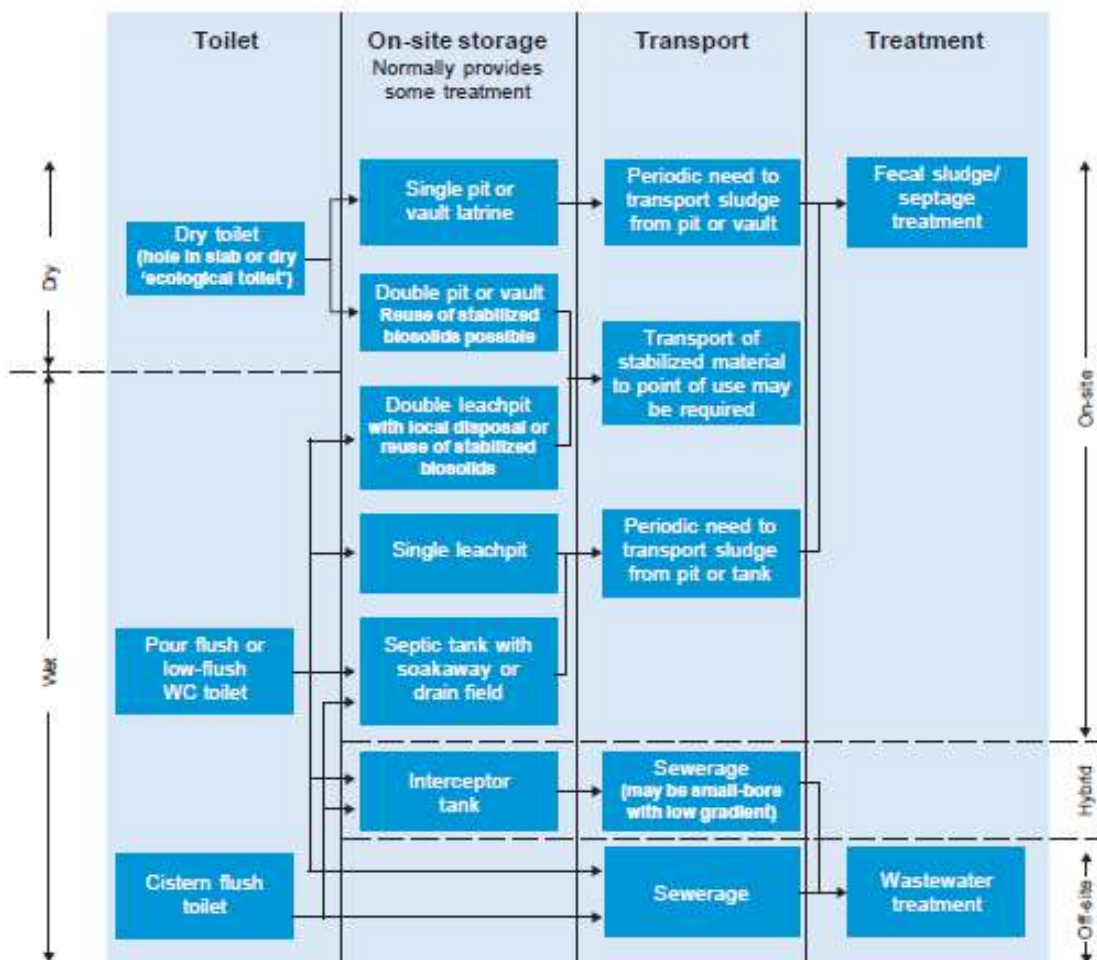 Toilet
On-site storage
Normally provides
some treatment
Transport
Treatment
Dry
Wet
Dry toilet
(hole in slab or dry
‘ecological toilet’)
Pour flush or
low-flush
WC toilet
Cistern flush
toilet
Single pit or
vault latrine
Double pit or vault
Reuse of stabilized
biosolids possible
Double leachpit
with local disposal or
reuse of stabilized
biosolids
Single leachpit
Septic tank with
soakaway or
drain field
Interceptor
tank
Periodic need to
transport sludge
from pit or vault
Transport of
stabilized material
to point of use may
be required
Periodic need to
transport sludge
from pit or tank
Sewerage
(may be small-bore
with low gradient)
Sewerage
Fecal sludge/
septage
treatment
Wastewater
treatment
On-site
Hybrid
Off-site